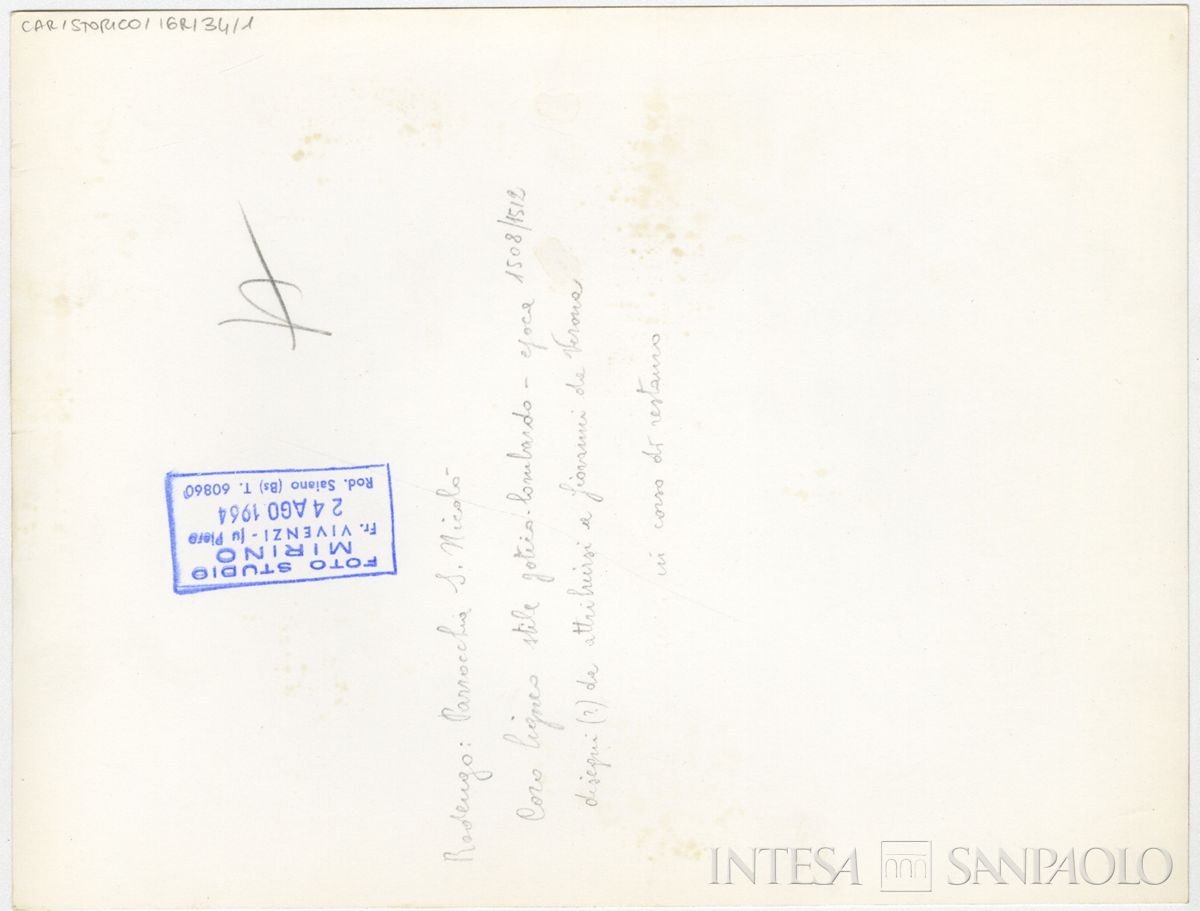 CAR/STORICO/IGR/34/1
Rodengo: Parrocchia S. Nicolò-
Coro ligneo stile gotico-lombardo - epoca 1508/1512
disegni (?) da attribuirsi a Giovanni da Verona
in corso di restauro
FOTO STUDIO
MIRINO
Fr. VIVENZI - fu Piero
24 AGO 1964
Rod. Saiano (Bs) T. 60860
INTESA SANPAOLO